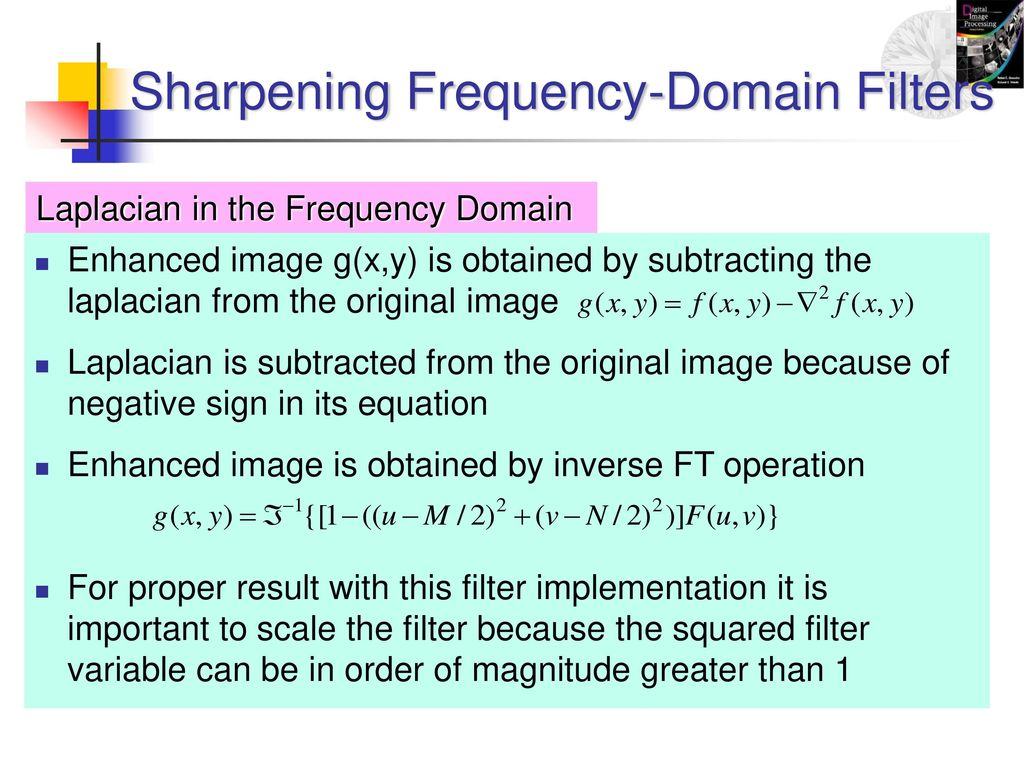 Digital
Image
Processing
Sharpening Frequency-Domain Filters
Laplacian in the Frequency Domain
Enhanced image g(x,y) is obtained by subtracting the
laplacian from the original image g(x, y) = f(x, y) − ∇² f(x, y)
Laplacian is subtracted from the original image because of
negative sign in its equation
Enhanced image is obtained by inverse FT operation
g(x, y) = ℑ⁻¹{[1 − ((u − M / 2)² + (v − N / 2)²)]F(u, v)}
For proper result with this filter implementation it is
important to scale the filter because the squared filter
variable can be in order of magnitude greater than 1